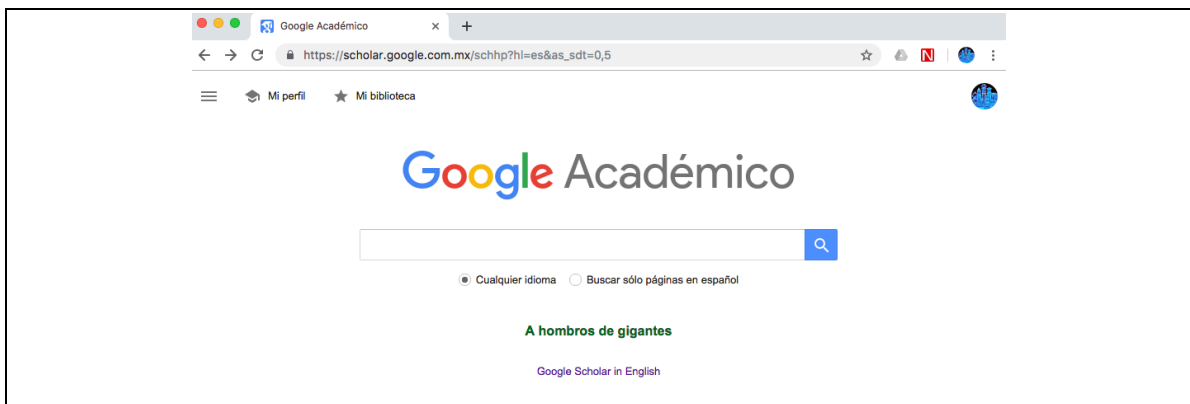 Google Académico
https://scholar.google.com.mx/schhp?hl=es&as_sdt=0,5
Mi perfil Mi biblioteca
Google Académico
Cualquier idioma Buscar sólo páginas en español
A hombros de gigantes
Google Scholar in English